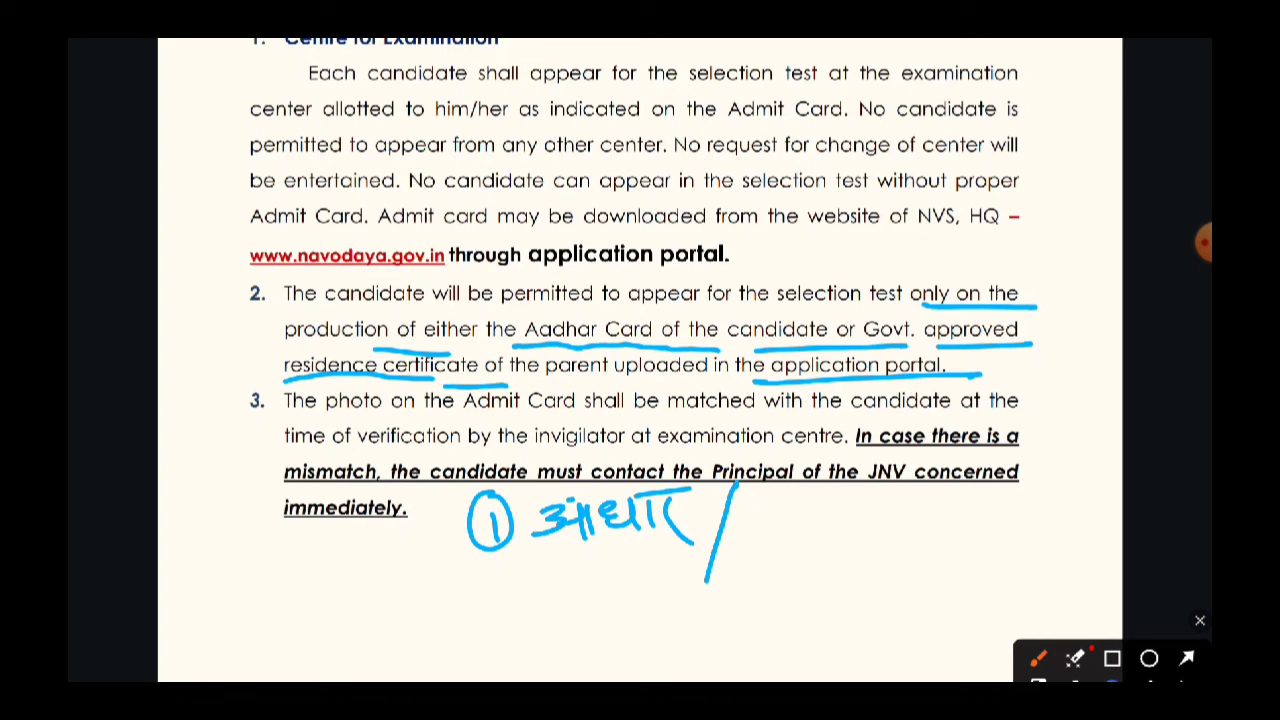 1. Centre for Examination
Each candidate shall appear for the selection test at the examination
center allotted to him/her as indicated on the Admit Card. No candidate is
permitted to appear from any other center. No request for change of center will
be entertained. No candidate can appear in the selection test without proper
Admit Card. Admit card may be downloaded from the website of NVS, HQ –
www.navodaya.gov.in through application portal.
2. The candidate will be permitted to appear for the selection test only on the
production of either the Aadhar Card of the candidate or Govt. approved
residence certificate of the parent uploaded in the application portal.
3. The photo on the Admit Card shall be matched with the candidate at the
time of verification by the invigilator at examination centre. In case there is a
mismatch, the candidate must contact the Principal of the JNV concerned
immediately.
① आधार /